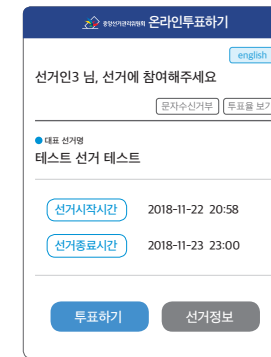 중앙선거관리위원회 온라인투표하기
english
선거인3 님, 선거에 참여해주세요
문자수신거부 투표율 보기
대표 선거명
테스트 선거 테스트
선거시작시간 2018-11-22 20:58
선거종료시간 2018-11-23 23:00
투표하기 선거정보